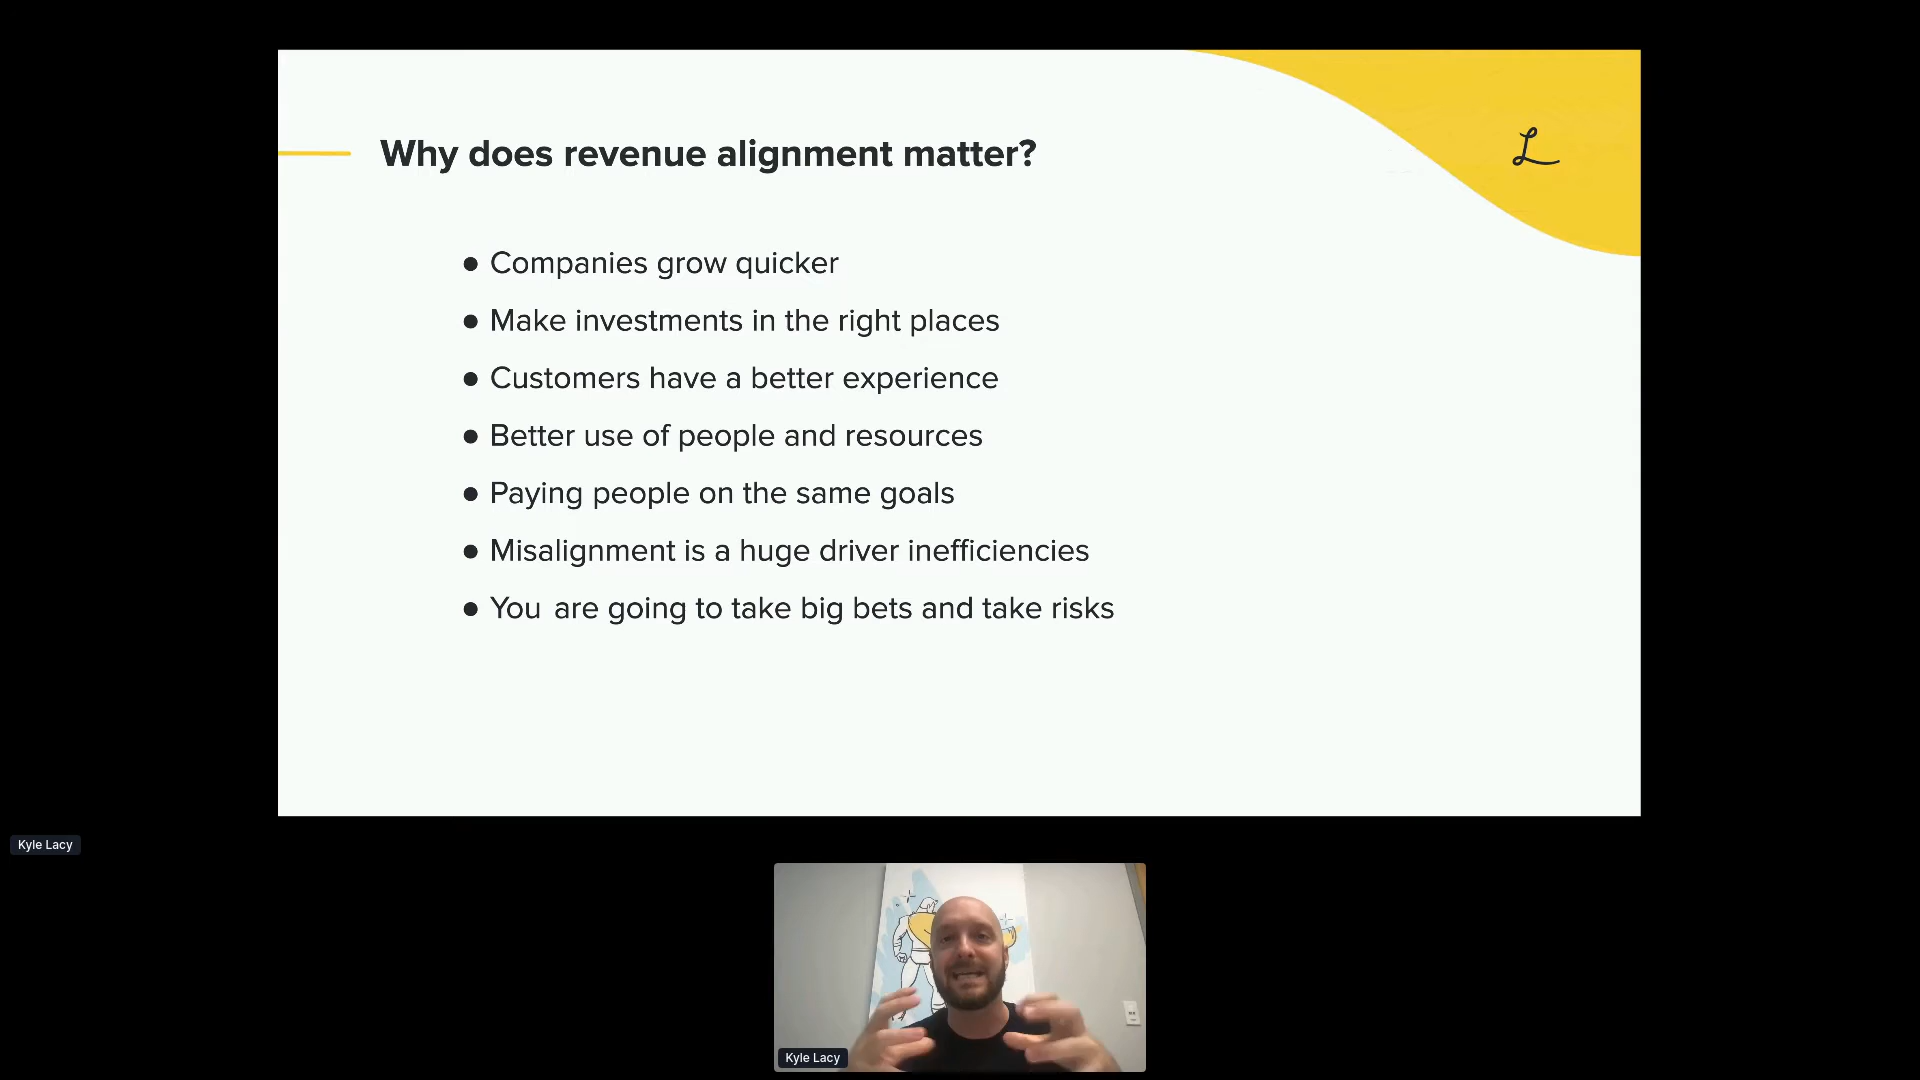 Why does revenue alignment matter?
L
● Companies grow quicker
● Make investments in the right places
● Customers have a better experience
● Better use of people and resources
● Paying people on the same goals
● Misalignment is a huge driver inefficiencies
● You are going to take big bets and take risks
Kyle Lacy
Kyle Lacy